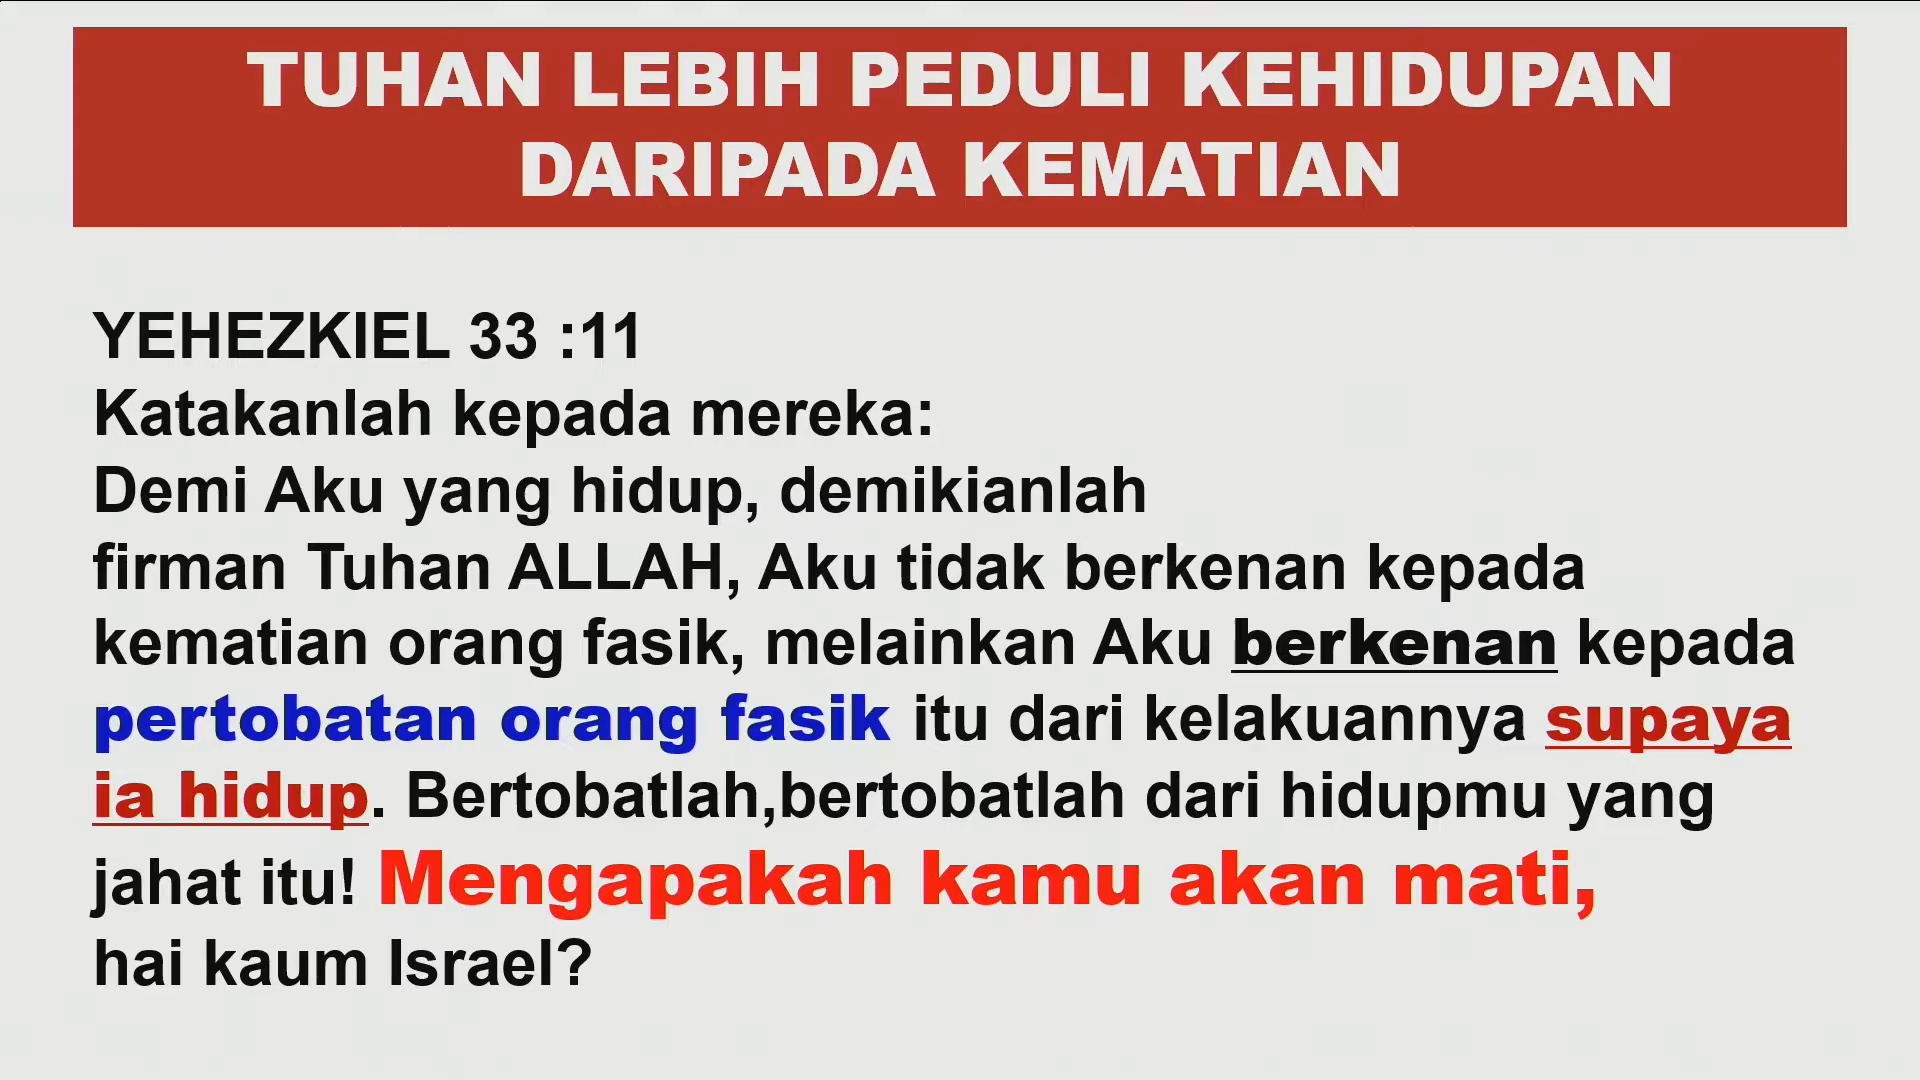 TUHAN LEBIH PEDULI KEHIDUPAN
DARIPADA KEMATIAN
YEHEZKIEL 33 :11
Katakanlah kepada mereka:
Demi Aku yang hidup, demikianlah
firman Tuhan ALLAH, Aku tidak berkenan kepada
kematian orang fasik, melainkan Aku berkenan kepada
pertobatan orang fasik itu dari kelakuannya supaya
ia hidup. Bertobatlah,bertobatlah dari hidupmu yang
jahat itu! Mengapakah kamu akan mati,
hai kaum Israel?